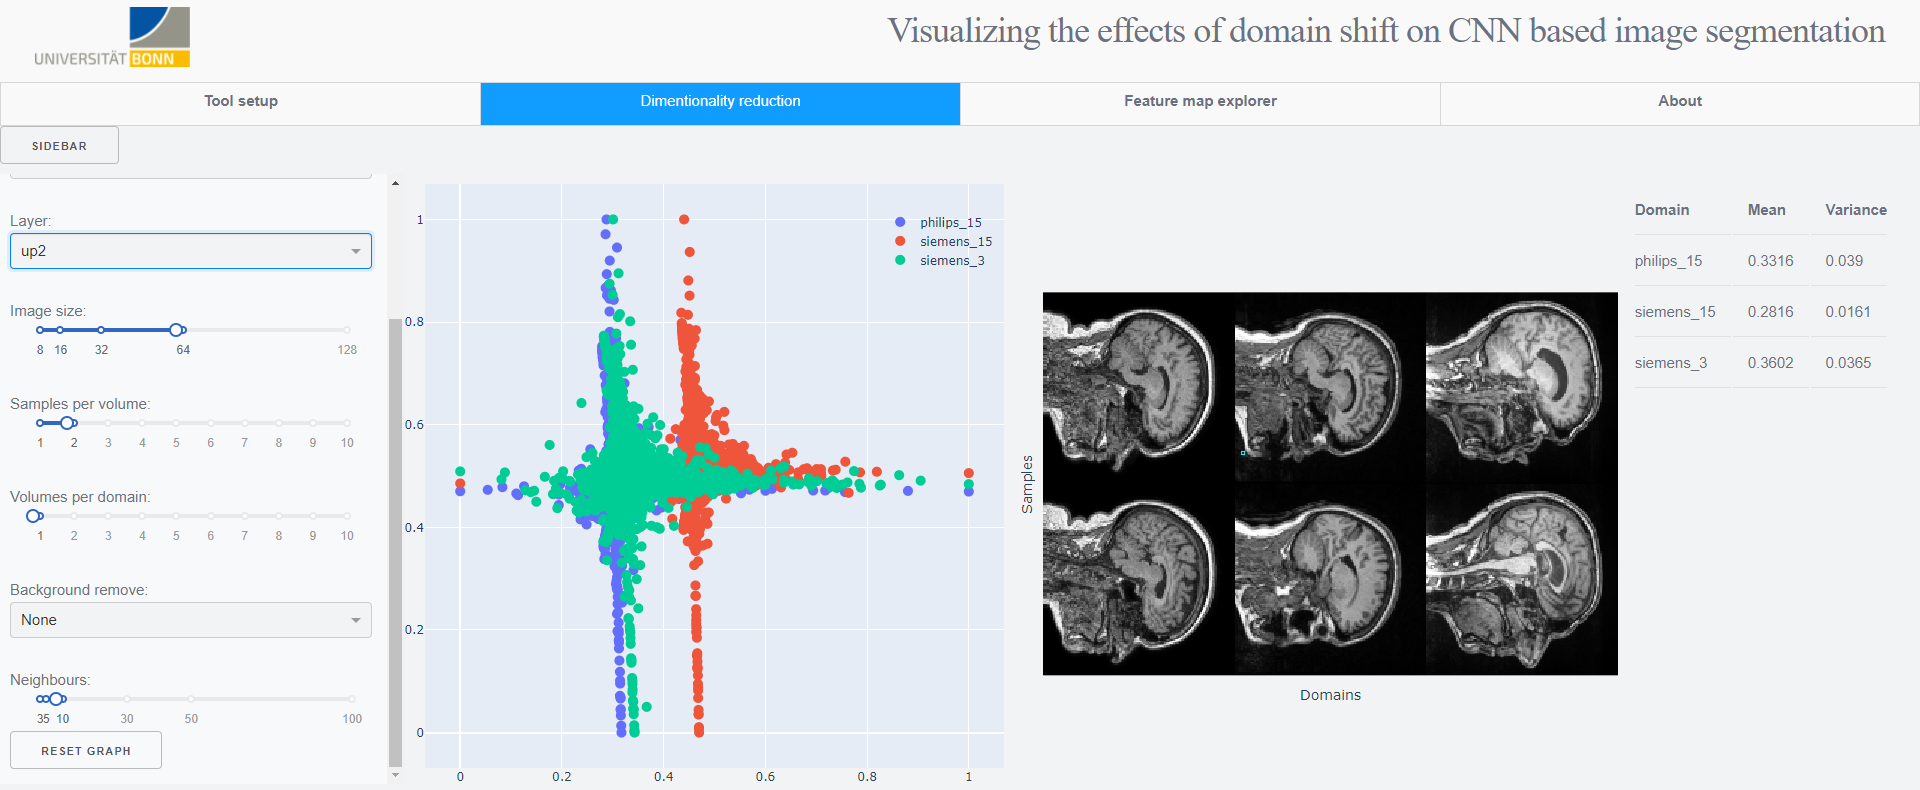 UNIVERSITÄT BONN
Visualizing the effects of domain shift on CNN based image segmentation
Tool setup
Dimentionality reduction
Feature map explorer
About
SIDEBAR
Layer:
up2
Image size:
8 16 32 64 128
Samples per volume:
1 2 3 4 5 6 7 8 9 10
Volumes per domain:
1 2 3 4 5 6 7 8 9 10
Background remove:
None
Neighbours:
35 10 30 50 100
RESET GRAPH
1
0.8
0.6
0.4
0.2
0
0 0.2 0.4 0.6 0.8 1
philips_15
siemens_15
siemens_3
Samples
Domains
Domain Mean Variance
philips_15 0.3316 0.039
siemens_15 0.2816 0.0161
siemens_3 0.3602 0.0365